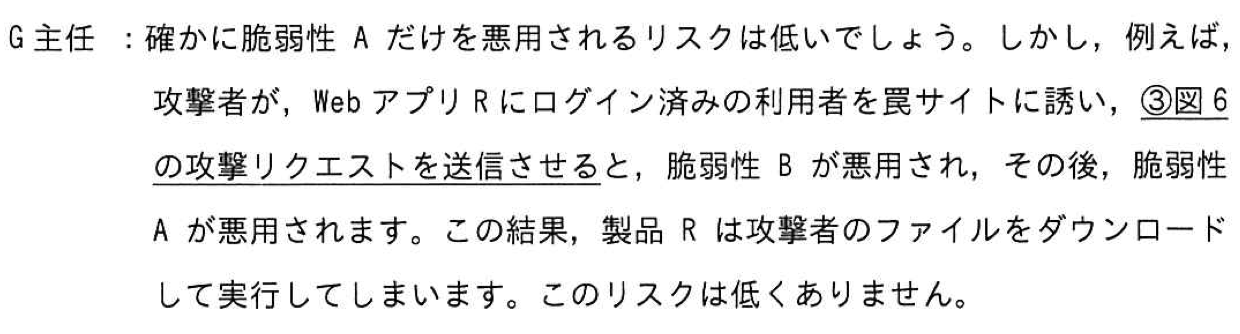 G主任 ：確かに脆弱性 A だけを悪用されるリスクは低いでしょう。しかし，例えば，
攻撃者が，Web アプリ R にログイン済みの利用者を罠サイトに誘い，③図 6
の攻撃リクエストを送信させると，脆弱性 B が悪用され，その後，脆弱性
A が悪用されます。この結果，製品 R は攻撃者のファイルをダウンロード
して実行してしまいます。このリスクは低くありません。